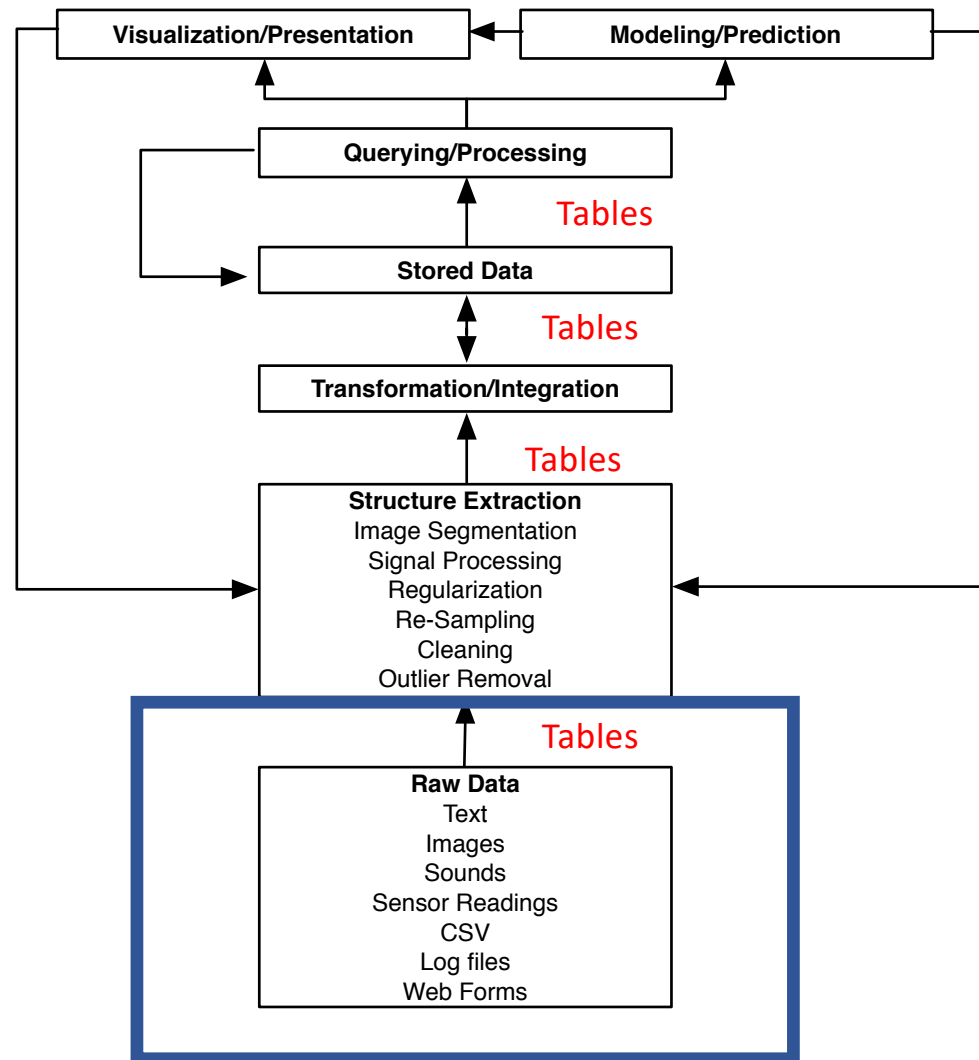 Visualization/Presentation
Modeling/Prediction
Querying/Processing
Tables
Stored Data
Tables
Transformation/Integration
Tables
Structure Extraction
Image Segmentation
Signal Processing
Regularization
Re-Sampling
Cleaning
Outlier Removal
Tables
Raw Data
Text
Images
Sounds
Sensor Readings
CSV
Log files
Web Forms